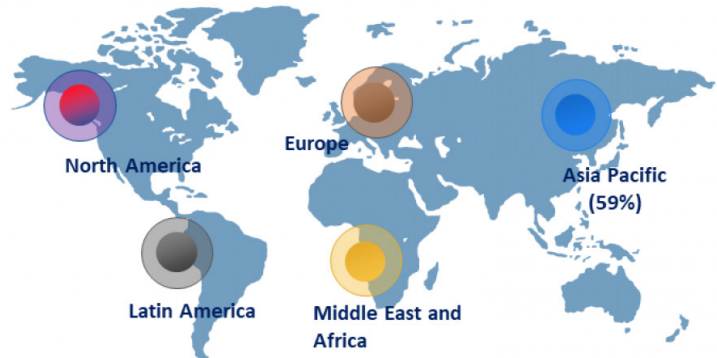 North America
Europe
Asia Pacific
(59%)
Latin America
Middle East and
Africa